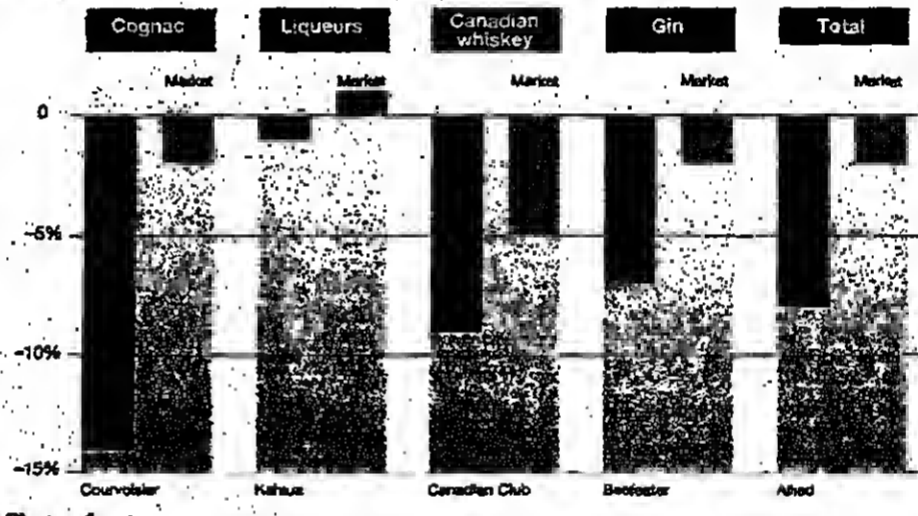 Cognac
Liqueurs
Canadian
whiskey
Gin
Total
Market
Market
Market
Market
Market
0
-5%
-10%
-15%
Courvoisier
Kahlua
Canadian Club
Beefeater
Allied